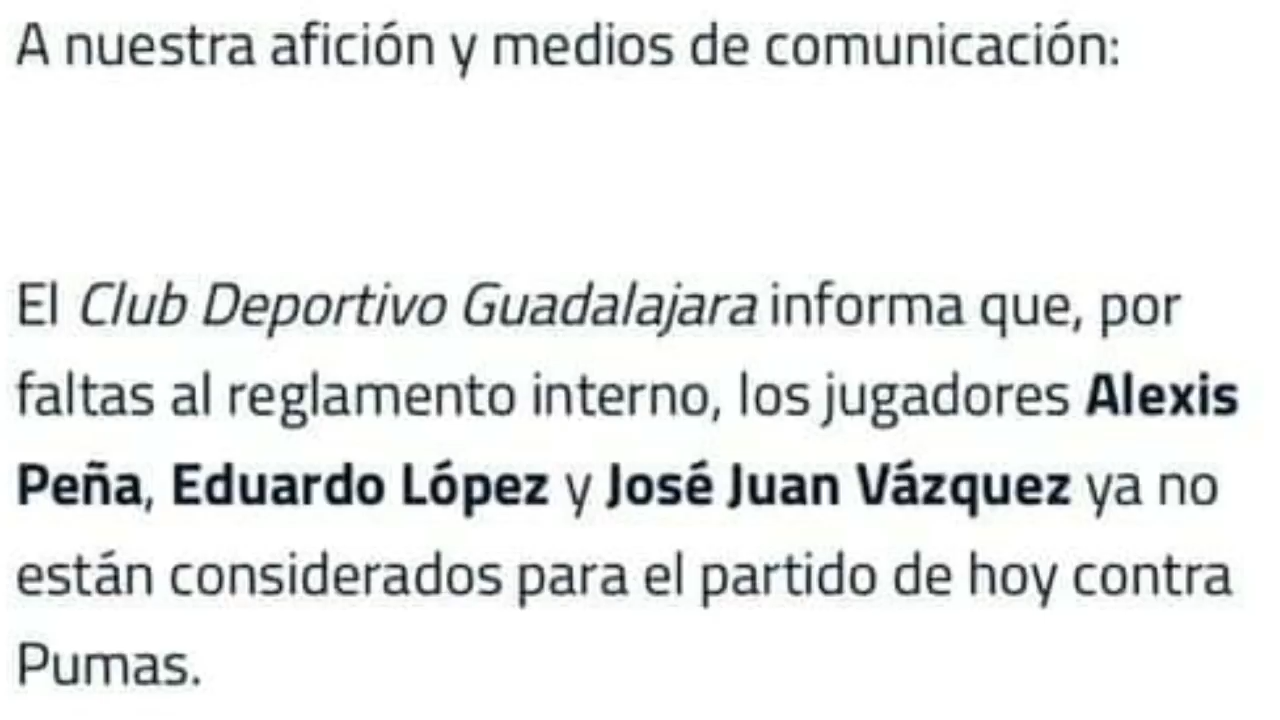 A nuestra afición y medios de comunicación:
El Club Deportivo Guadalajara informa que, por
faltas al reglamento interno, los jugadores Alexis
Peña, Eduardo López y José Juan Vázquez ya no
están considerados para el partido de hoy contra
Pumas.